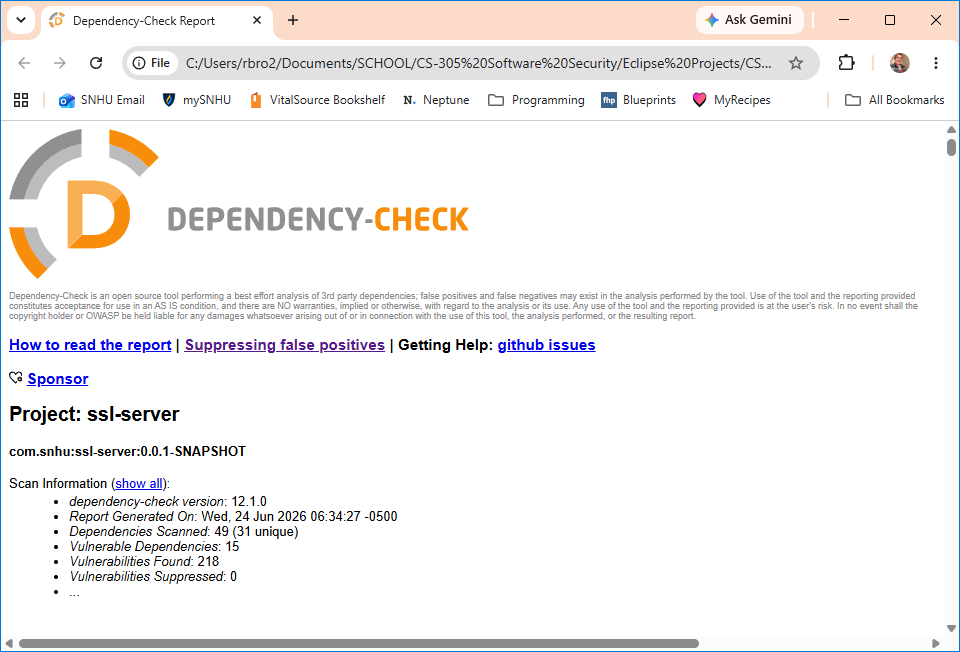 Dependency-Check Report
Ask Gemini
File
C:/Users/rbro2/Documents/SCHOOL/CS-305%20Software%20Security/Eclipse%20Projects/CS...
SNHU Email
mySNHU
VitalSource Bookshelf
N. Neptune
Programming
fhp Blueprints
MyRecipes
All Bookmarks
D
DEPENDENCY-CHECK
Dependency-Check is an open source tool performing a best effort analysis of 3rd party dependencies; false positives and false negatives may exist in the analysis performed by the tool. Use of the tool and the reporting provided
constitutes acceptance for use in an AS IS condition, and there are NO warranties, implied or otherwise, with regard to the analysis or its use. Any use of the tool and the reporting provided is at the user's risk. In no event shall the
copyright holder or OWASP be held liable for any damages whatsoever arising out of or in connection with the use of this tool, the analysis performed, or the resulting report.
How to read the report | Suppressing false positives | Getting Help: github issues
Sponsor
Project: ssl-server
com.snhu:ssl-server:0.0.1-SNAPSHOT
Scan Information (show all):
• dependency-check version: 12.1.0
• Report Generated On: Wed, 24 Jun 2026 06:34:27 -0500
• Dependencies Scanned: 49 (31 unique)
• Vulnerable Dependencies: 15
• Vulnerabilities Found: 218
• Vulnerabilities Suppressed: 0
• ...